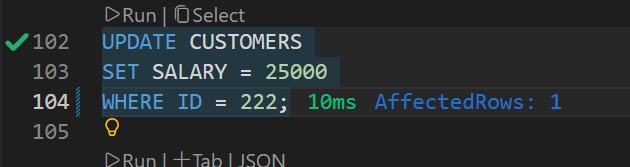 Run | Select
102 UPDATE CUSTOMERS
103 SET SALARY = 25000
104 WHERE ID = 222; 10ms AffectedRows: 1
105
Run | Tab | JSON